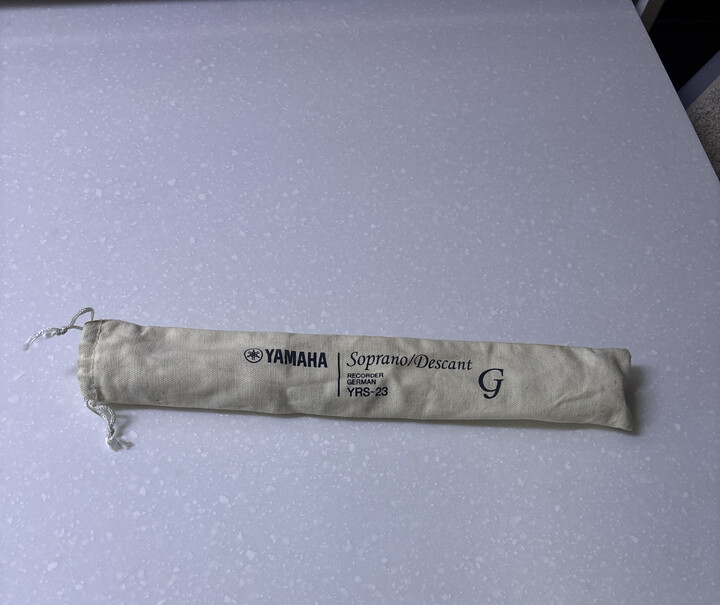 YAMAHA
Soprano/Descant
RECORDER
GERMAN
YRS-23
G